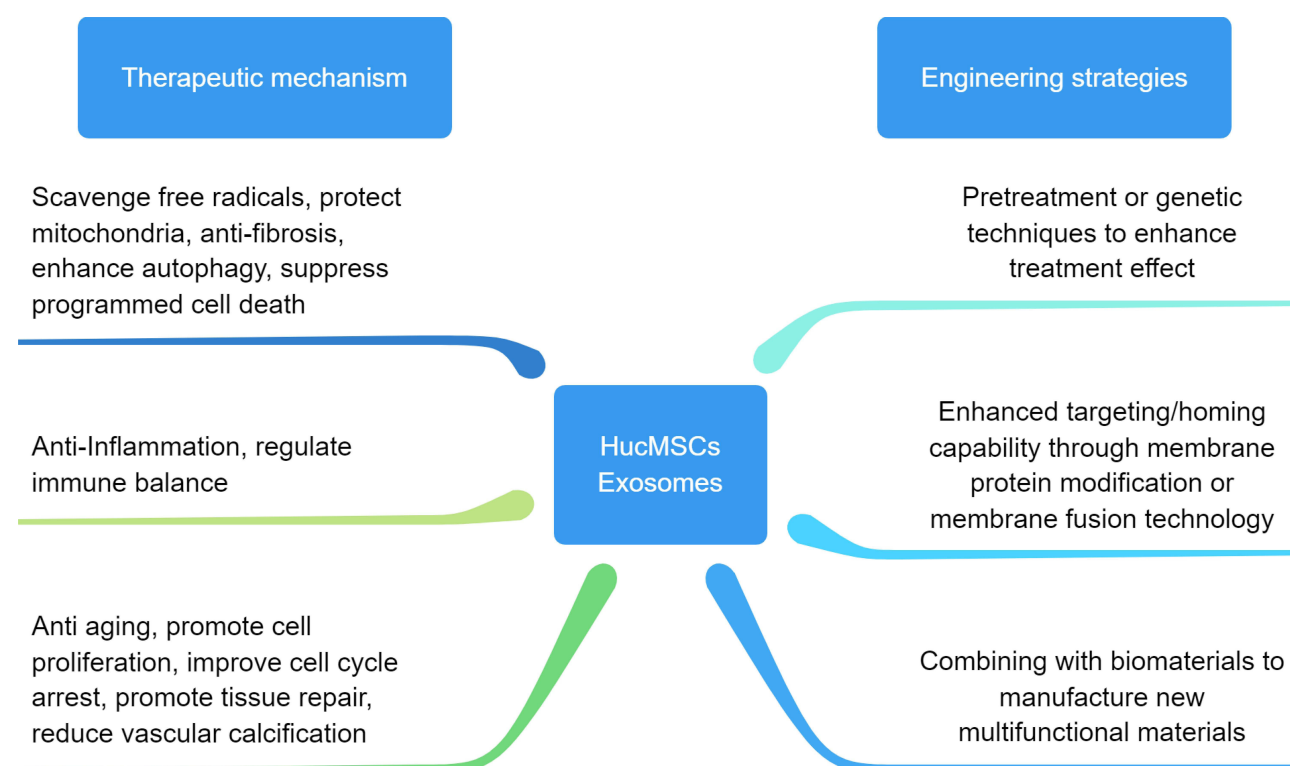 Therapeutic mechanism
Scavenge free radicals, protect
mitochondria, anti-fibrosis,
enhance autophagy, suppress
programmed cell death
Anti-Inflammation, regulate
immune balance
Anti aging, promote cell
proliferation, improve cell cycle
arrest, promote tissue repair,
reduce vascular calcification
HucMSCs
Exosomes
Engineering strategies
Pretreatment or genetic
techniques to enhance
treatment effect
Enhanced targeting/homing
capability through membrane
protein modification or
membrane fusion technology
Combining with biomaterials to
manufacture new
multifunctional materials